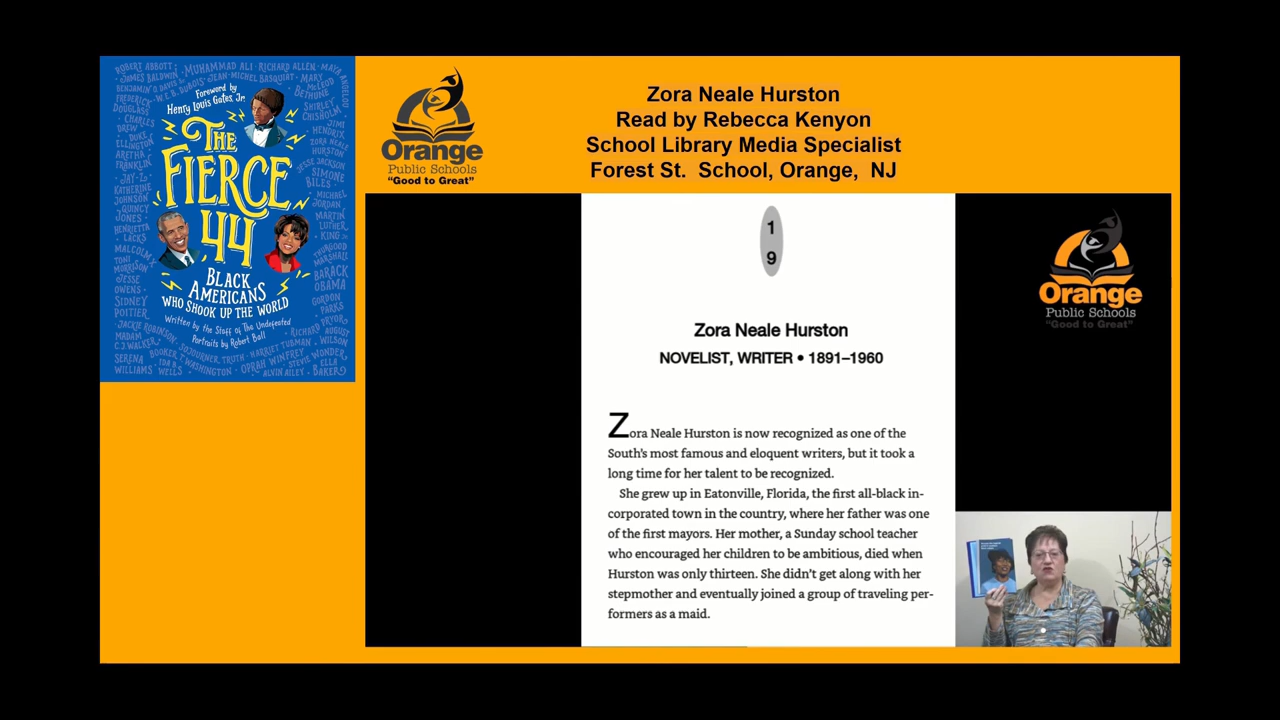 ROBERT ABBOTT · MUHAMMAD ALI · RICHARD ALLEN · MAYA ANGELOU
JAMES BALDWIN · JEAN-MICHEL BASQUIAT · MARY McLEOD BETHUNE
BENJAMIN O. DAVIS · W.E.B. DUBOIS
SHIRLEY CHISHOLM
FREDERICK DOUGLASS
CHARLES DREW
DUKE ELLINGTON
ARETHA FRANKLIN
JIMI HENDRIX
ZORA NEALE HURSTON
JESSE JACKSON
JAY-Z
KATHERINE JOHNSON
QUINCY JONES
HENRIETTA LACKS
MALCOLM X
TONI MORRISON
JESSE OWENS
SIDNEY POITIER
SIMONE BILES
MICHAEL JORDAN
MARTIN LUTHER KING
THURGOOD MARSHALL
BARACK OBAMA
GORDON PARKS
RICHARD PRYOR
Foreword by
Henry Louis Gates, Jr.
THE
FIERCE
44
BLACK
AMERICANS
WHO SHOOK UP THE WORLD
Written by the Staff of The Undefeated
Portraits by Robert Ball
JACKIE ROBINSON · SOJOURNER TRUTH · HARRIET TUBMAN
MADAM C.J. WALKER
BOOKER T. WASHINGTON · OPRAH WINFREY · STEVIE WONDER
AUGUST WILSON
SERENA WILLIAMS
IDA B. WELLS
ALVIN AILEY · ELLA BAKER
Orange
Public Schools
"Good to Great"
Zora Neale Hurston
Read by Rebecca Kenyon
School Library Media Specialist
Forest St. School, Orange, NJ
1
9
Zora Neale Hurston
NOVELIST, WRITER • 1891–1960
Zora Neale Hurston is now recognized as one of the
South's most famous and eloquent writers, but it took a
long time for her talent to be recognized.
She grew up in Eatonville, Florida, the first all-black in-
corporated town in the country, where her father was one
of the first mayors. Her mother, a Sunday school teacher
who encouraged her children to be ambitious, died when
Hurston was only thirteen. She didn't get along with her
stepmother and eventually joined a group of traveling per-
formers as a maid.
Orange
Public Schools
"Good to Great"